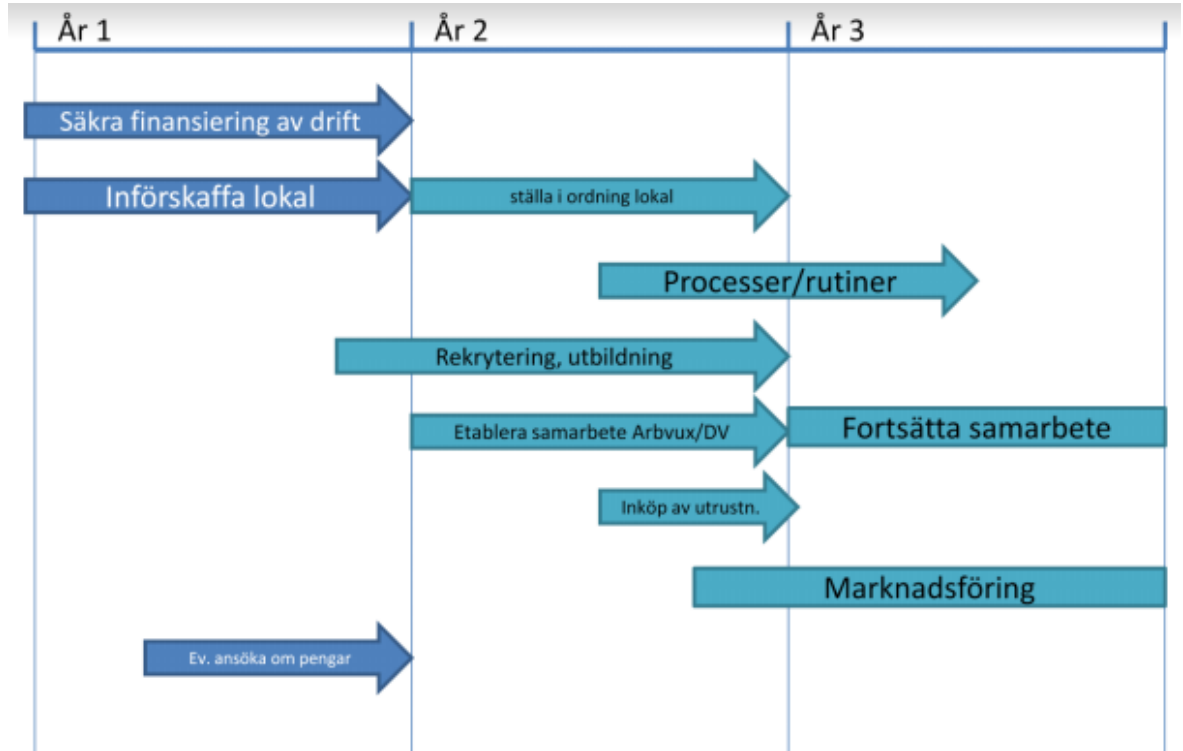 År 1
År 2
År 3
Säkra finansiering av drift
Införskaffa lokal
ställa i ordning lokal
Processer/rutiner
Rekrytering, utbildning
Etablera samarbete Arbvux/DV
Fortsätta samarbete
Inköp av utrustn.
Marknadsföring
Ev. ansöka om pengar